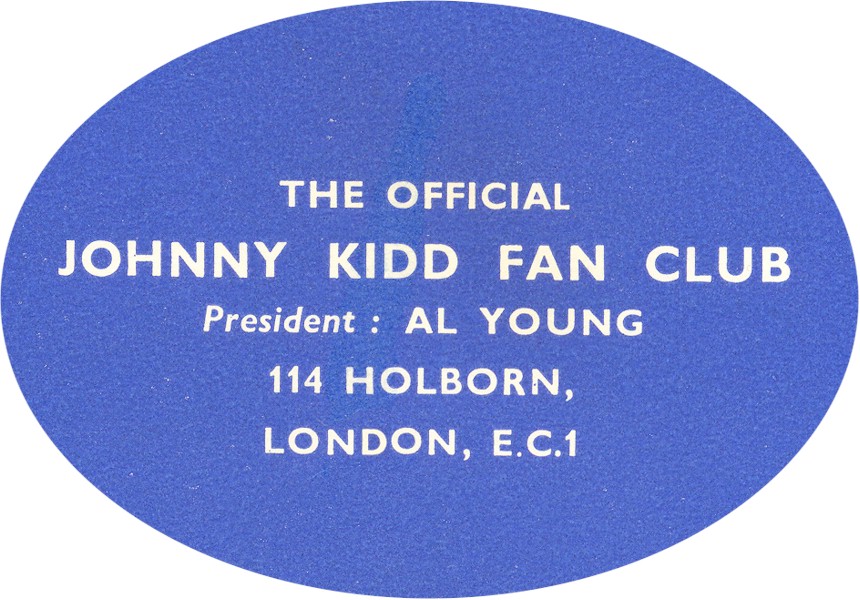 THE OFFICIAL
JOHNNY KIDD FAN CLUB
President : AL YOUNG
114 HOLBORN,
LONDON, E.C.1